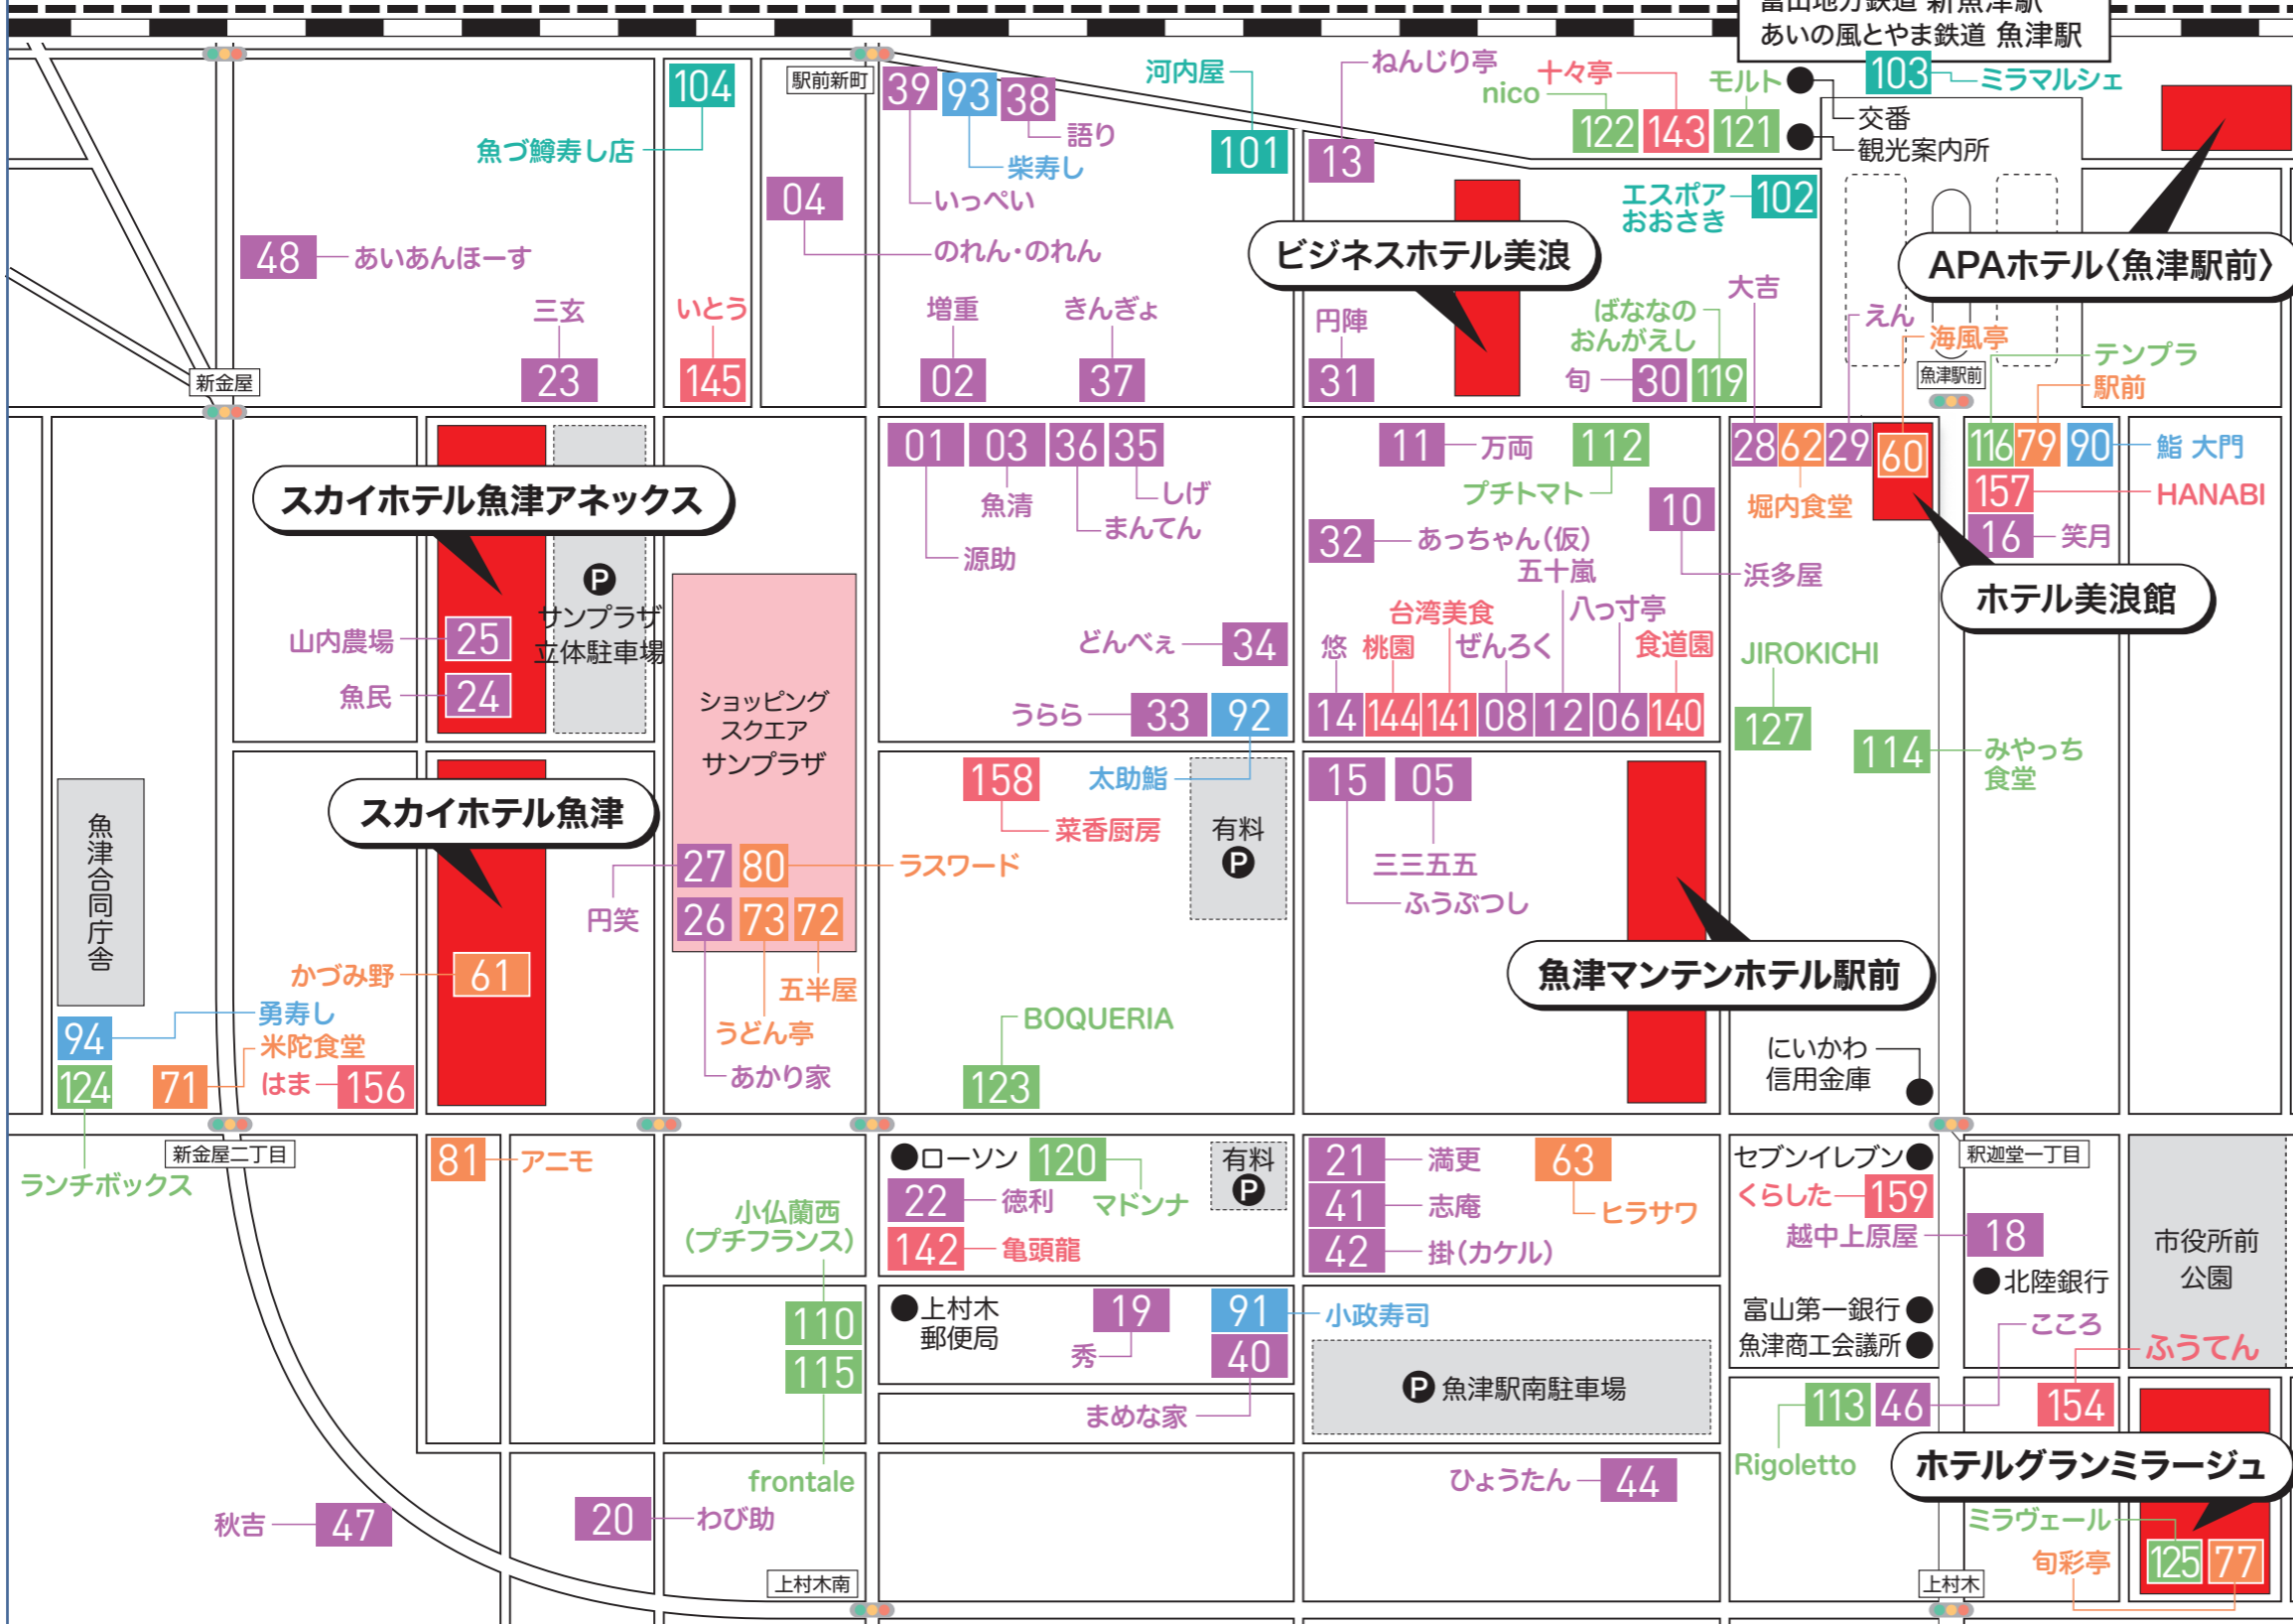 富山地方鉄道 新魚津駅
あいの風とやま鉄道 魚津駅
104
魚づ鱒寿し店
駅前新町
39
93
38
語り
柴寿し
いっぺい
04
のれん・のれん
河内屋
101
ねんじり亭
13
十々亭
nico
モルト
122
143
121
103
ミラマルシェ
交番
観光案内所
エスポア
おおさき
102
48
あいあんほーす
ビジネスホテル美浪
APAホテル〈魚津駅前〉
三玄
23
いとう
145
増重
02
きんぎょ
37
円陣
31
ばななの
おんがえし
旬
30
119
大吉
えん
海風亭
魚津駅前
テンプラ
駅前
新金屋
スカイホテル魚津アネックス
P
サンプラザ
立体駐車場
山内農場
25
魚民
24
01
03
36
35
しげ
魚清
まんてん
源助
11
万両
112
プチトマト
10
浜多屋
32
あっちゃん(仮)
五十嵐
28
62
29
60
堀内食堂
116
79
90
鮨 大門
157
HANABI
16
笑月
ホテル美浪館
どんべぇ
34
うらら
33
92
太助鮨
台湾美食
八っ寸亭
悠
桃園
ぜんろく
食道園
14
144
141
08
12
06
140
JIROKICHI
127
114
みやっち
食堂
ショッピング
スクエア
サンプラザ
スカイホテル魚津
魚津合同庁舎
27
80
ラスワード
円笑
26
73
72
五半屋
うどん亭
あかり家
158
菜香厨房
有料
P
BOQUERIA
123
15
05
三三五五
ふうぶつし
魚津マンテンホテル駅前
にいかわ
信用金庫
かづみ野
61
94
勇寿し
米陀食堂
124
71
はま
156
ランチボックス
新金屋二丁目
81
アニモ
小仏蘭西
(プチフランス)
110
115
frontale
ローソン
120
マドンナ
有料
P
22
徳利
142
亀頭龍
上村木
郵便局
19
秀
91
小政寿司
40
まめな家
21
満更
63
ヒラサワ
41
志庵
42
掛(カケル)
P 魚津駅南駐車場
セブンイレブン
くらした
159
釈迦堂一丁目
越中上原屋
18
北陸銀行
富山第一銀行
魚津商工会議所
こころ
ふうてん
市役所前
公園
113
46
154
Rigoletto
ホテルグランミラージュ
ひょうたん
44
ミラヴェール
旬彩亭
125
77
秋吉
47
20
わび助
上村木南
上村木